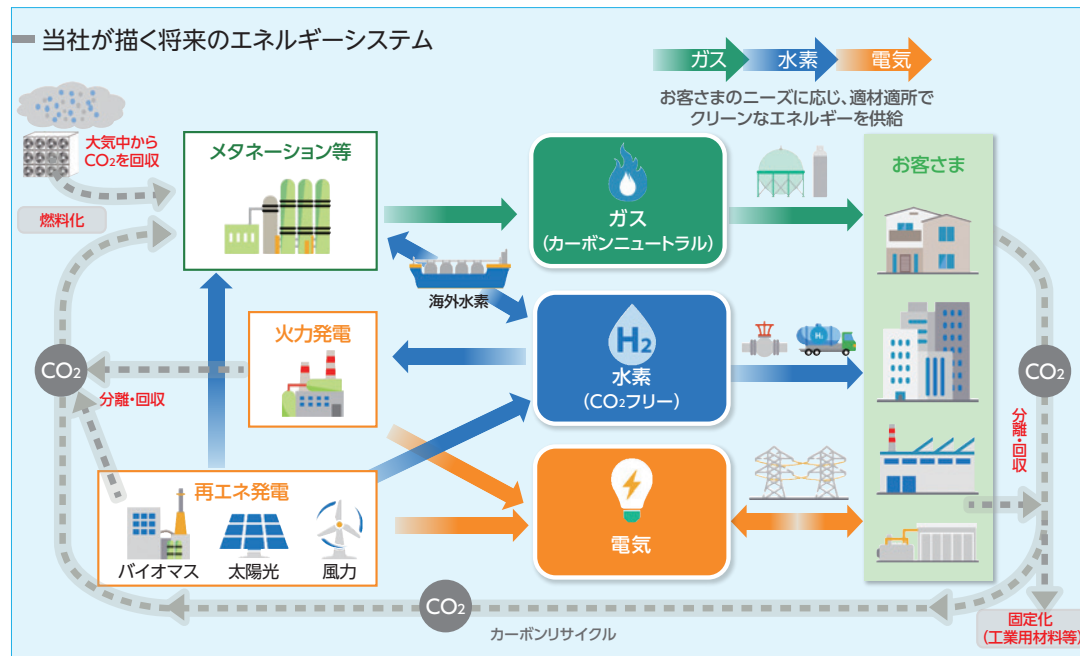 当社が描く将来のエネルギーシステム
ガス
水素
電気
お客さまのニーズに応じ、適材適所で
クリーンなエネルギーを供給
大気中から
CO₂を回収
燃料化
メタネーション等
ガス
(カーボンニュートラル)
お客さま
海外水素
火力発電
H₂
水素
(CO₂フリー)
H₂
CO₂
分離・回収
CO₂
分離・回収
再エネ発電
バイオマス
太陽光
風力
電気
CO₂
カーボンリサイクル
固定化
(工業用材料等)